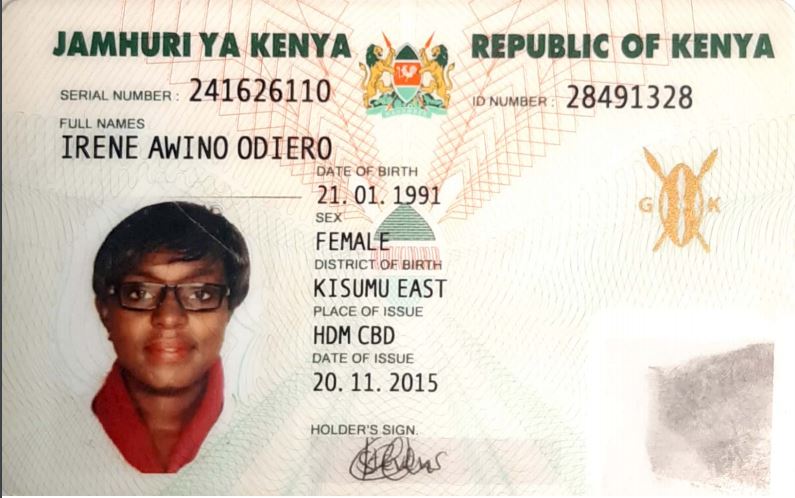 JAMHURI YA KENYA REPUBLIC OF KENYA
SERIAL NUMBER : 241626110 ID NUMBER : 28491328
FULL NAMES
IRENE AWINO ODIERO
DATE OF BIRTH
21. 01. 1991
SEX
FEMALE
DISTRICT OF BIRTH
KISUMU EAST
PLACE OF ISSUE
HDM CBD
DATE OF ISSUE
20. 11. 2015
HOLDER'S SIGN.
G K